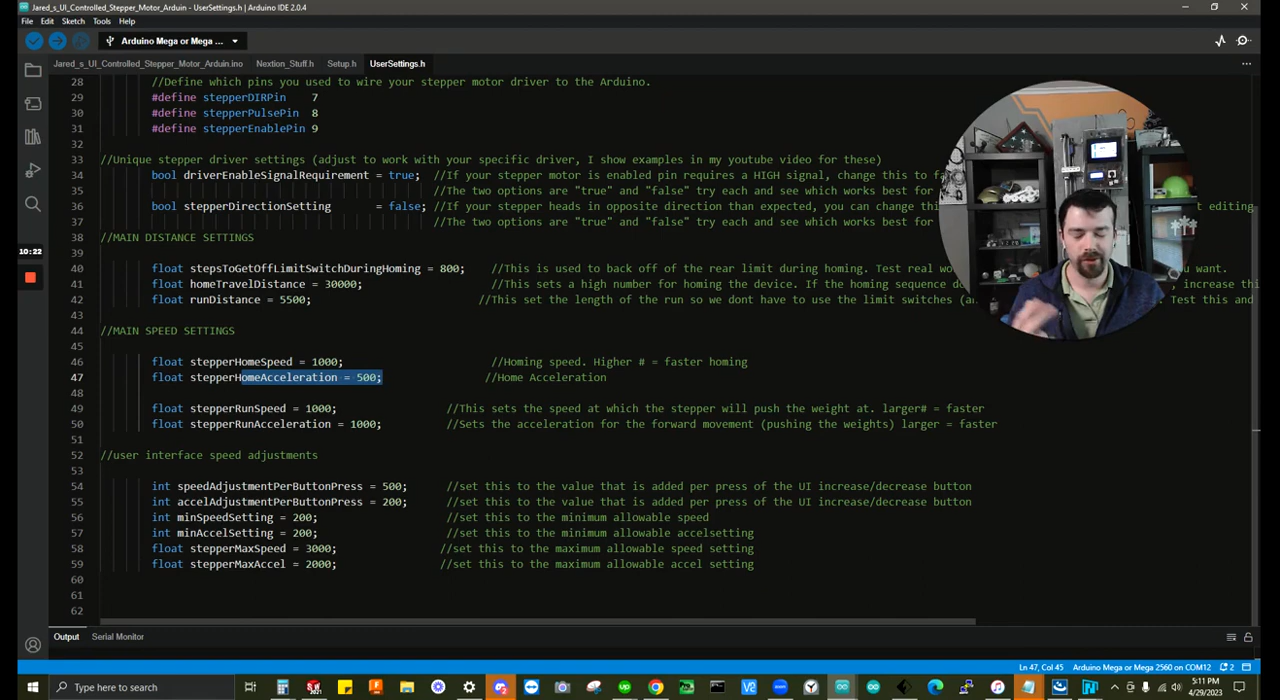 Jared_s_UI_Controlled_Stepper_Motor_Arduin - UserSettings.h | Arduino IDE 2.0.4
File Edit Sketch Tools Help
Arduino Mega or Mega ...
Jared_s_UI_Controlled_Stepper_Motor_Arduin.ino Nextion_Stuff.h Setup.h UserSettings.h
28 //Define which pins you used to wire your stepper motor driver to the Arduino.
29 #define stepperDIRPin 7
30 #define stepperPulsePin 8
31 #define stepperEnablePin 9
32
33 //Unique stepper driver settings (adjust to work with your specific driver, I show examples in my youtube video for these)
34 bool driverEnableSignalRequirement = true; //If your stepper motor is enabled pin requires a HIGH signal, change this to fa
35 //The two options are "true" and "false" try each and see which works best for
36 bool stepperDirectionSetting = false; //If your stepper heads in opposite direction than expected, you can change this t editing
37 //The two options are "true" and "false" try each and see which works best for
38 //MAIN DISTANCE SETTINGS
39
40 float stepsToGetOffLimitSwitchDuringHoming = 800; //This is used to back off of the rear limit during homing. Test real wo you want.
41 float homeTravelDistance = 30000; //This sets a high number for homing the device. If the homing sequence do , increase this
42 float runDistance = 5500; //This set the length of the run so we dont have to use the limit switches (an . Test this and
43
44 //MAIN SPEED SETTINGS
45
46 float stepperHomeSpeed = 1000; //Homing speed. Higher # = faster homing
47 float stepperHomeAcceleration = 500; //Home Acceleration
48
49 float stepperRunSpeed = 1000; //This sets the speed at which the stepper will push the weight at. larger# = faster
50 float stepperRunAcceleration = 1000; //Sets the acceleration for the forward movement (pushing the weights) larger = faster
51
52 //user interface speed adjustments
53
54 int speedAdjustmentPerButtonPress = 500; //set this to the value that is added per press of the UI increase/decrease button
55 int accelAdjustmentPerButtonPress = 200; //set this to the value that is added per press of the UI increase/decrease button
56 int minSpeedSetting = 200; //set this to the minimum allowable speed
57 int minAccelSetting = 200; //set this to the minimum allowable accelsetting
58 float stepperMaxSpeed = 3000; //set this to the maximum allowable speed setting
59 float stepperMaxAccel = 2000; //set this to the maximum allowable accel setting
60
61
62
10:22
Output Serial Monitor
Ln 47, Col 45 Arduino Mega or Mega 2560 on COM12 2
Type here to search
5:11 PM
4/29/2023